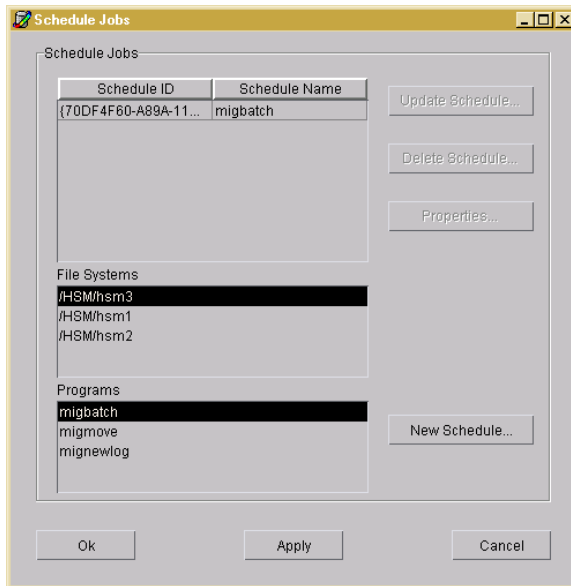 Schedule Jobs
Schedule Jobs
Schedule ID Schedule Name
{70DF4F60-A89A-11... migbatch
Update Schedule...
Delete Schedule...
Properties...
File Systems
/HSM/hsm3
/HSM/hsm1
/HSM/hsm2
Programs
migbatch
migmove
mignewlog
New Schedule...
Ok Apply Cancel